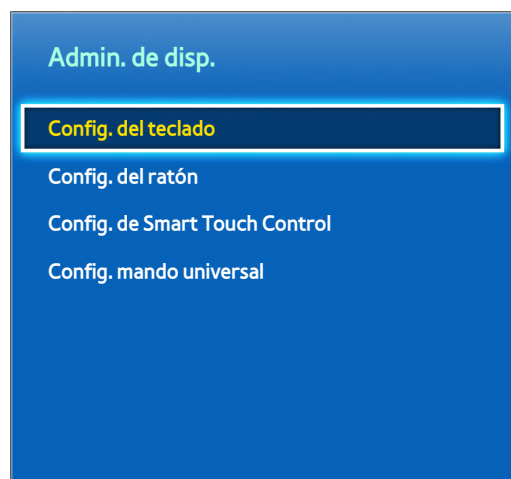 Admin. de disp.
Config. del teclado
Config. del ratón
Config. de Smart Touch Control
Config. mando universal